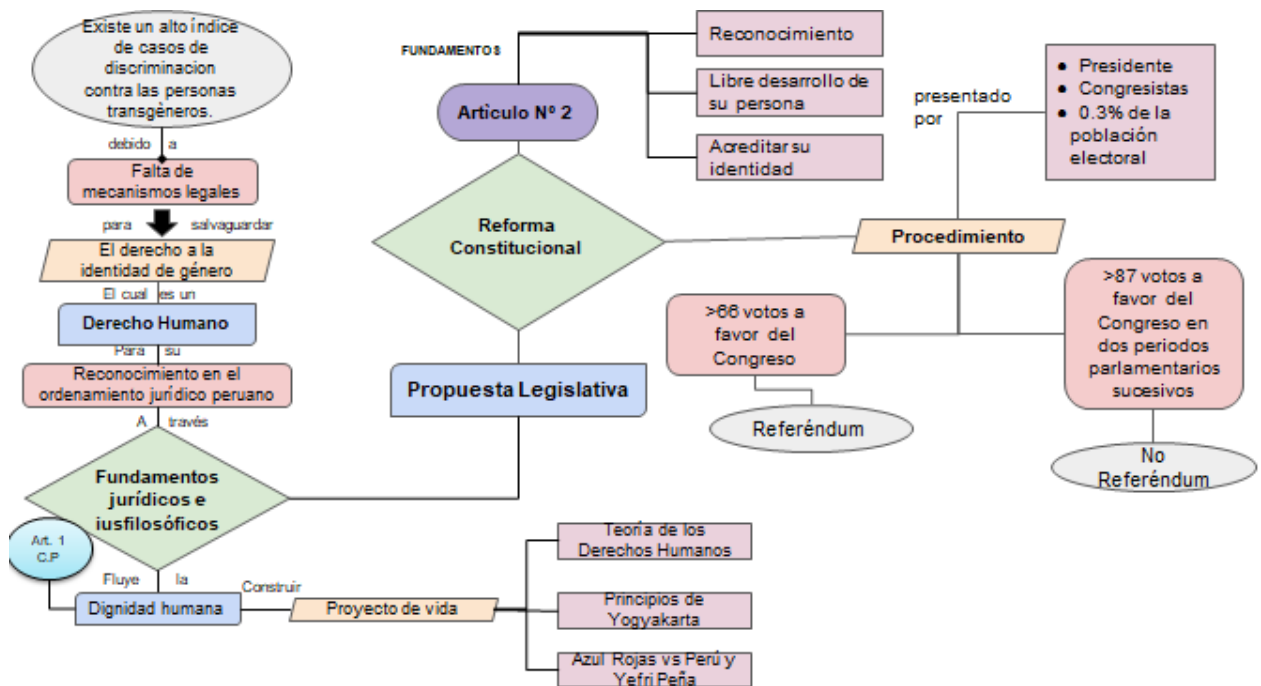 Existe un alto índice
de casos de
discriminacion
contra las personas
transgèneros.
debido a
Falta de
mecanismos legales
para salvaguardar
El derecho a la
identidad de género
El cual es un
Derecho Humano
Para su
Reconocimiento en el
ordenamiento jurídico peruano
A través
Fundamentos
jurídicos e
iusfilosóficos
Art. 1
C.P
Fluye la
Dignidad humana
Construir
Proyecto de vida
Teoría de los
Derechos Humanos
Principios de
Yogyakarta
Azul Rojas vs Perú y
Yefri Peña
Propuesta Legislativa
Reforma
Constitucional
Artìculo Nº 2
FUNDAMENTOS
Reconocimiento
Libre desarrollo de
su persona
Acreditar su
identidad
Procedimiento
presentado
por
● Presidente
● Congresistas
● 0.3% de la
población
electoral
>66 votos a
favor del
Congreso
Referéndum
>87 votos a
favor del
Congreso en
dos periodos
parlamentarios
sucesivos
No
Referéndum